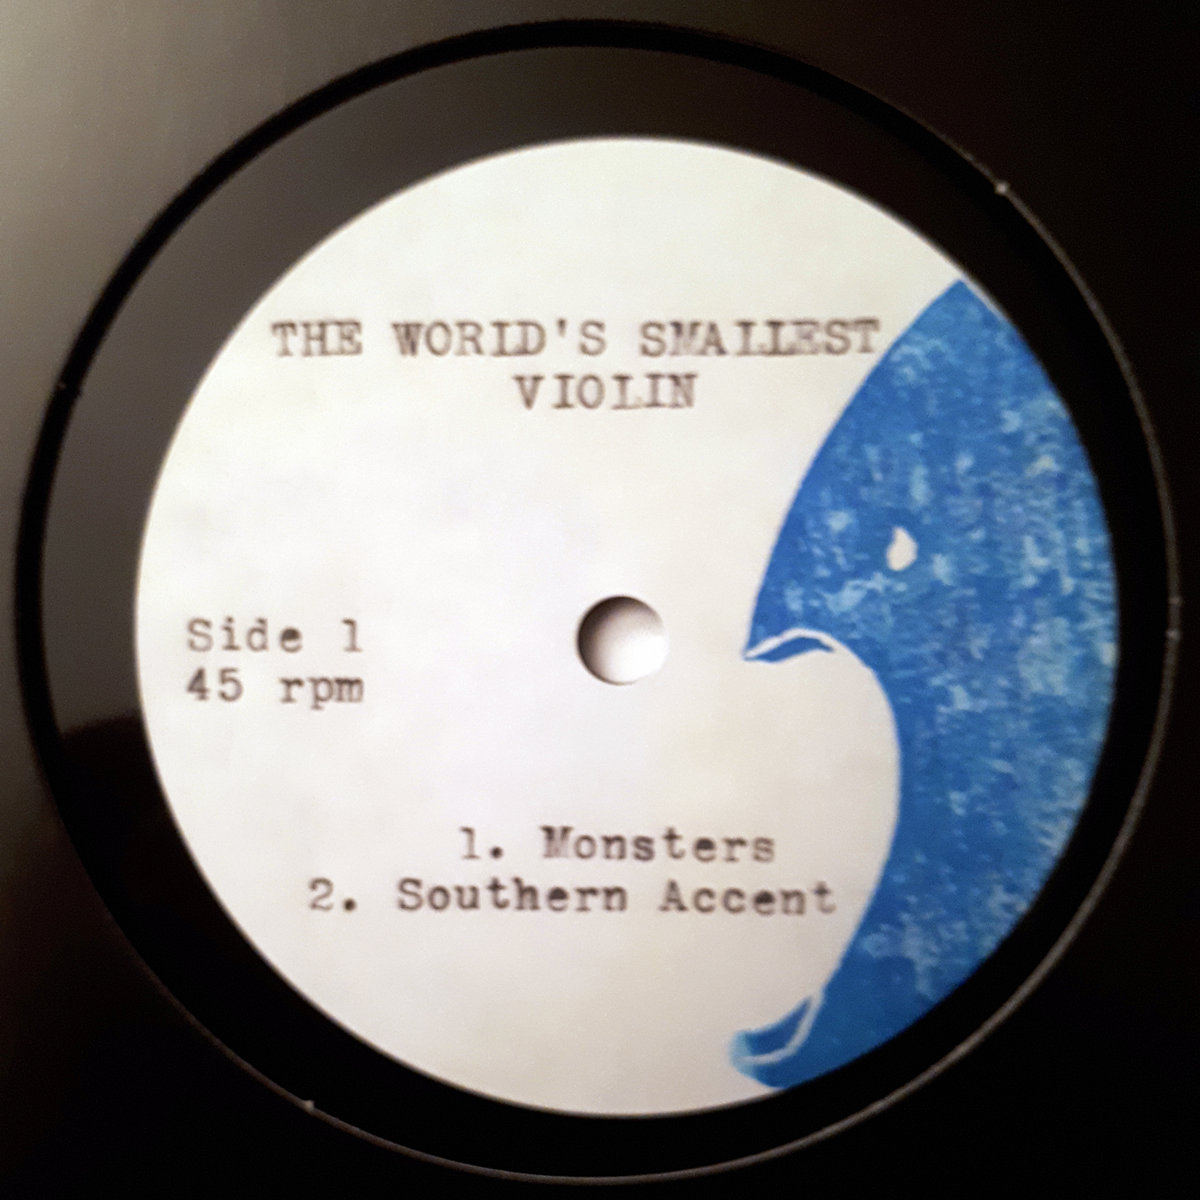 THE WORLD'S SMALLEST
VIOLIN
Side 1
45 rpm
1. Monsters
2. Southern Accent